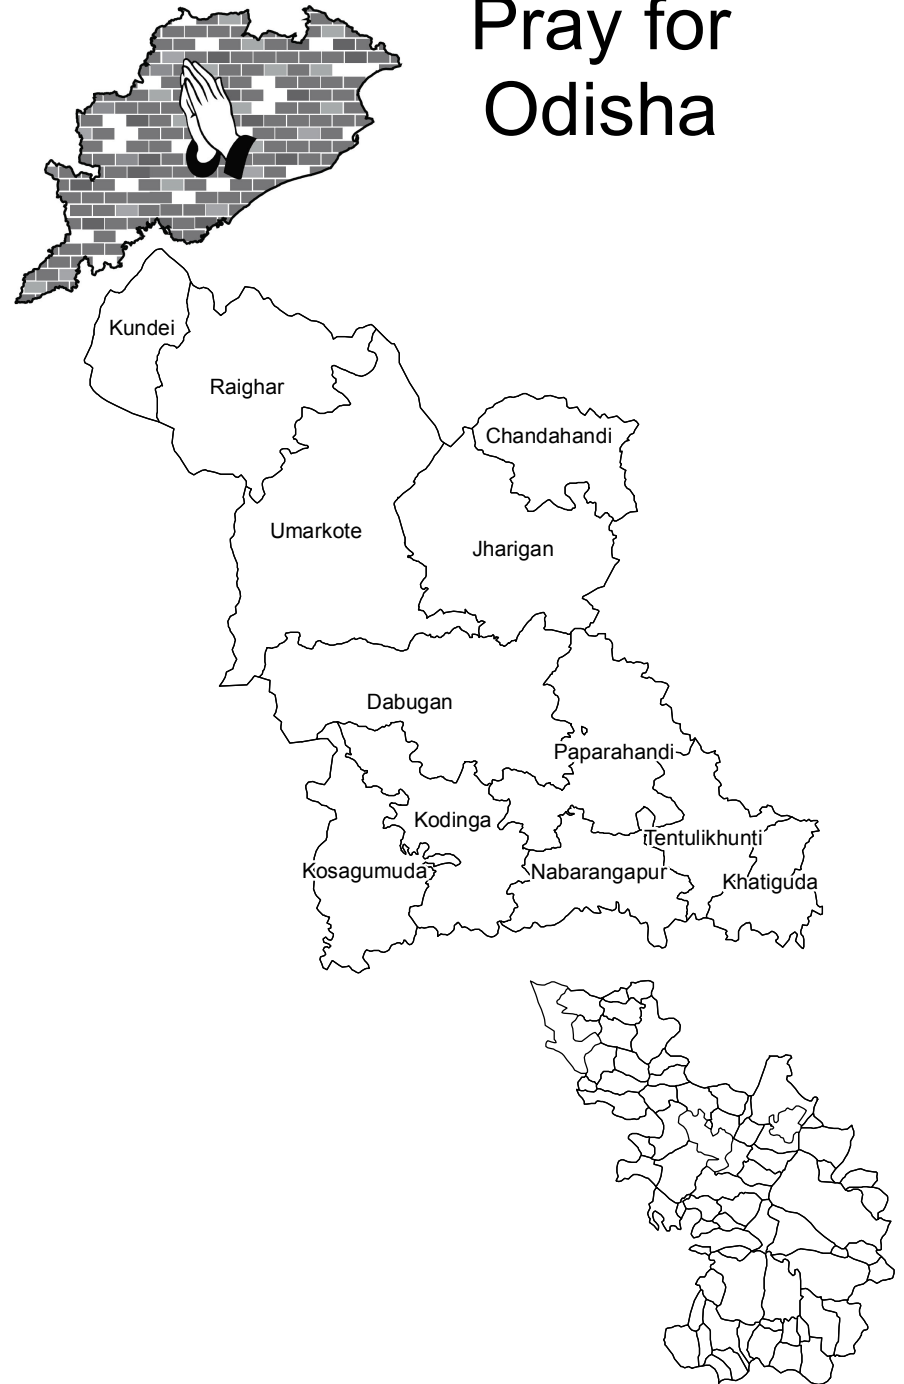 Pray for
Odisha
Kundei
Raighar
Chandahandi
Umarkote
Jharigan
Dabugan
Paparahandi
Kodinga
Tentulikhunti
Kosagumuda
Nabarangapur
Khatiguda